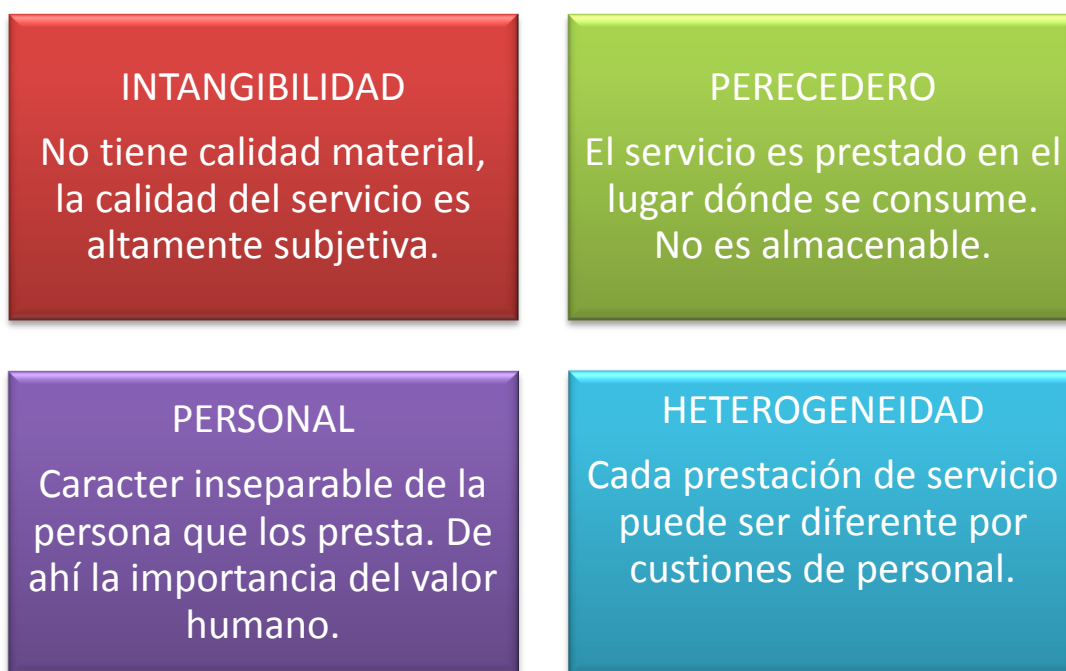 INTANGIBILIDAD
No tiene calidad material,
la calidad del servicio es
altamente subjetiva.
PERECEDERO
El servicio es prestado en el
lugar dónde se consume.
No es almacenable.
PERSONAL
Caracter inseparable de la
persona que los presta. De
ahí la importancia del valor
humano.
HETEROGENEIDAD
Cada prestación de servicio
puede ser diferente por
custiones de personal.